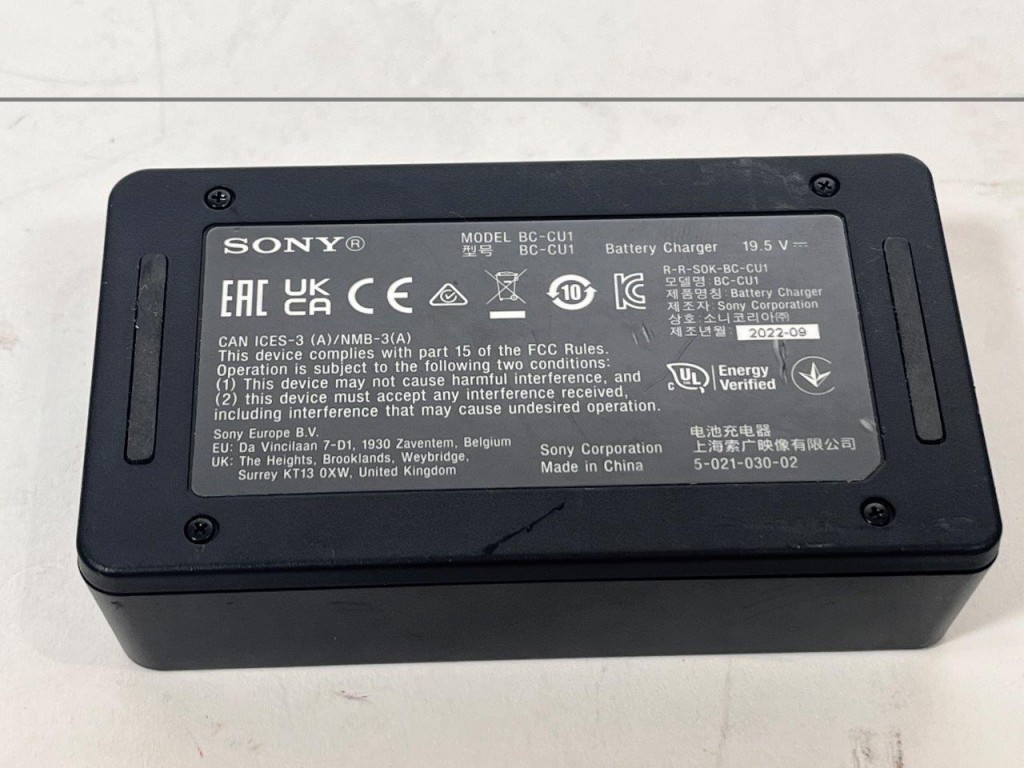 SONY®
MODEL BC-CU1
型号 BC-CU1
Battery Charger 19.5 V ⎓
EAC UKCA CE 10 KC
R-R-SOK-BC-CU1
모델명: BC-CU1
제품명칭: Battery Charger
제조자: Sony Corporation
상호: 소니코리아㈜
제조년월: 2022-09
CAN ICES-3 (A)/NMB-3(A)
This device complies with part 15 of the FCC Rules.
Operation is subject to the following two conditions:
(1) This device may not cause harmful interference, and
(2) this device must accept any interference received,
including interference that may cause undesired operation.
c UL Energy
Verified
Sony Europe B.V.
EU: Da Vincilaan 7-D1, 1930 Zaventem, Belgium
UK: The Heights, Brooklands, Weybridge,
Surrey KT13 0XW, United Kingdom
Sony Corporation
Made in China
电池充电器
上海索广映像有限公司
5-021-030-02